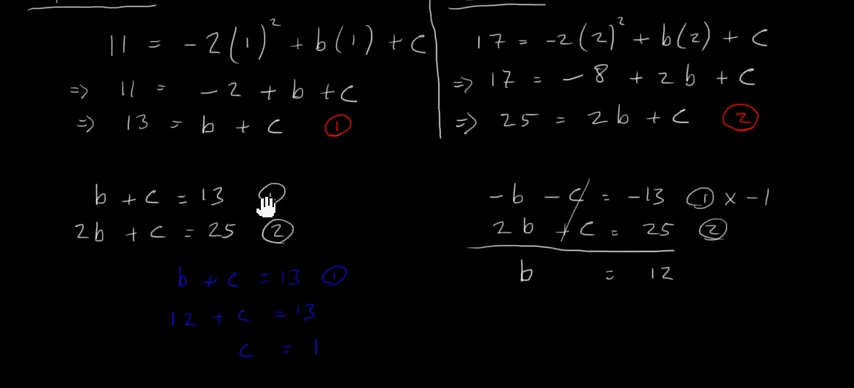 11 = -2(1)² + b(1) + c
=> 11 = -2 + b + c
=> 13 = b + c ①
17 = -2(2)² + b(2) + c
=> 17 = -8 + 2b + c
=> 25 = 2b + c ②
b + c = 13 ①
2b + c = 25 ②
b + c = 13 ①
12 + c = 13
c = 1
-b - c = -13 ① x -1
2b + c = 25 ②
b = 12